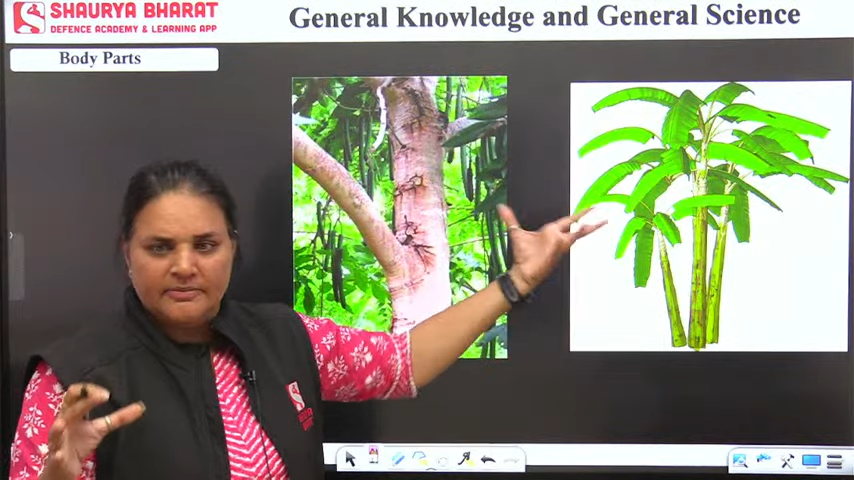 SHAURYA BHARAT
DEFENCE ACADEMY & LEARNING APP
General Knowledge and General Science
Body Parts